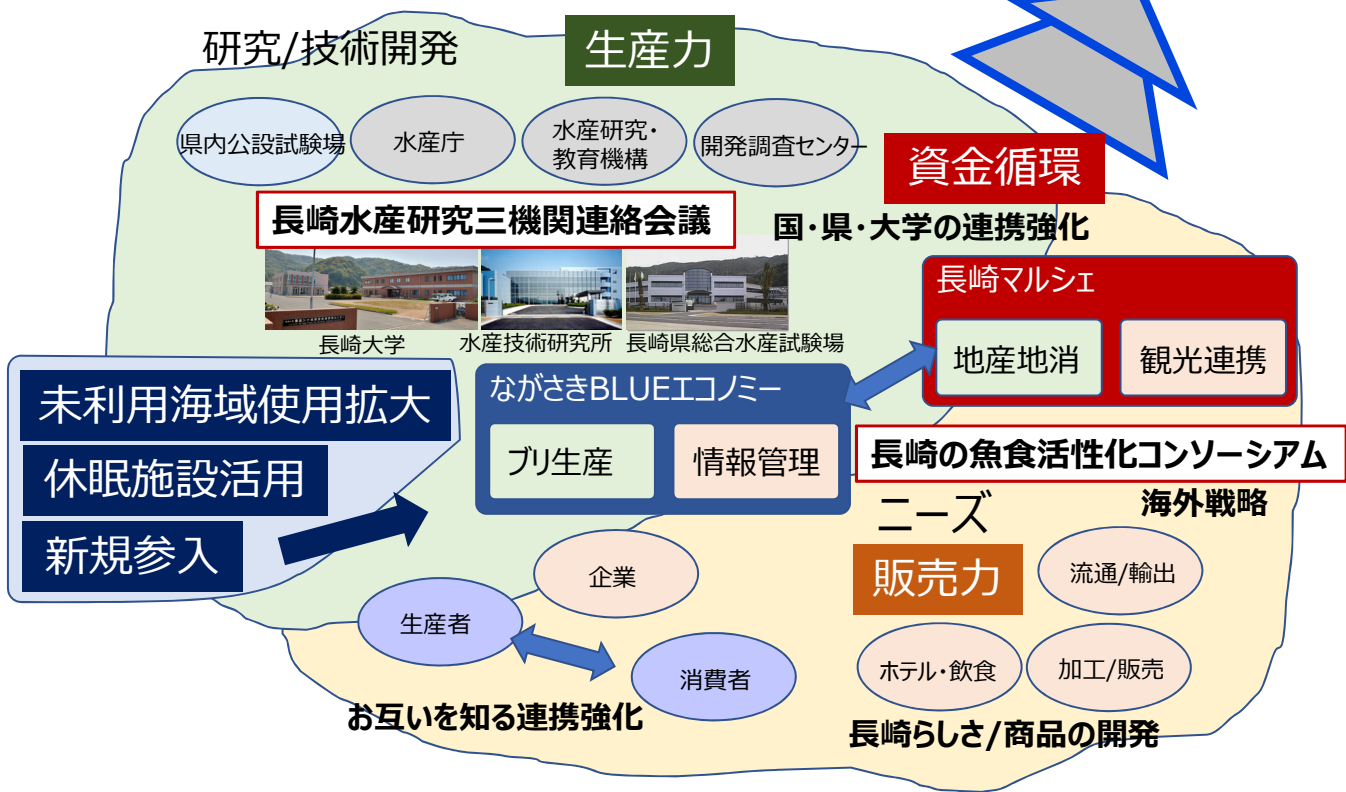 研究/技術開発
生産力
県内公設試験場
水産庁
水産研究・
教育機構
開発調査センター
資金循環
長崎水産研究三機関連絡会議
国・県・大学の連携強化
長崎大学
水産技術研究所
長崎県総合水産試験場
長崎マルシェ
地産地消
観光連携
未利用海域使用拡大
休眠施設活用
新規参入
ながさきBLUEエコノミー
ブリ生産
情報管理
長崎の魚食活性化コンソーシアム
海外戦略
ニーズ
販売力
企業
流通/輸出
生産者
消費者
ホテル・飲食
加工/販売
お互いを知る連携強化
長崎らしさ/商品の開発